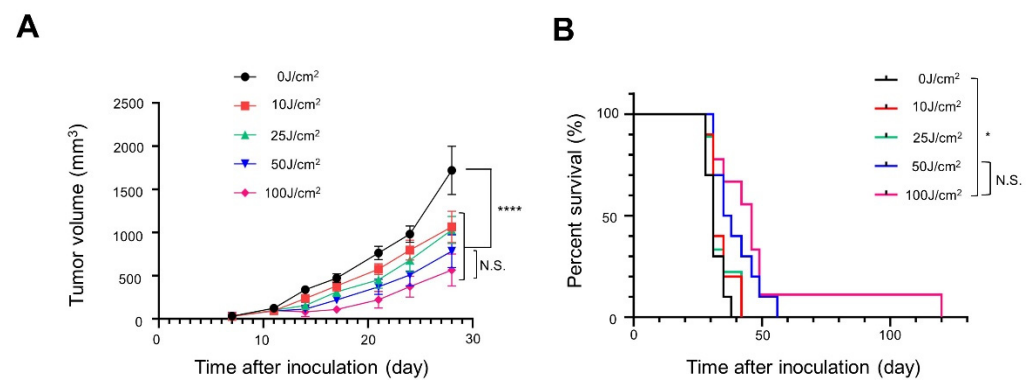 A
0J/cm²
10J/cm²
25J/cm²
50J/cm²
100J/cm²
Tumor volume (mm³)
2500
2000
1500
1000
500
0
0
10
20
30
Time after inoculation (day)
****
N.S.
B
0J/cm²
10J/cm²
25J/cm²
50J/cm²
100J/cm²
*
N.S.
Percent survival (%)
100
50
0
0
50
100
Time after inoculation (day)